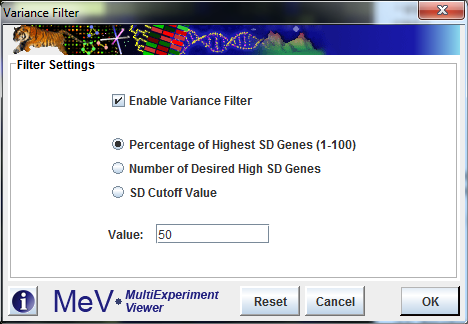 Variance Filter
Filter Settings
Enable Variance Filter
Percentage of Highest SD Genes (1-100)
Number of Desired High SD Genes
SD Cutoff Value
Value: 50
MeV MultiExperiment
Viewer
Reset Cancel OK